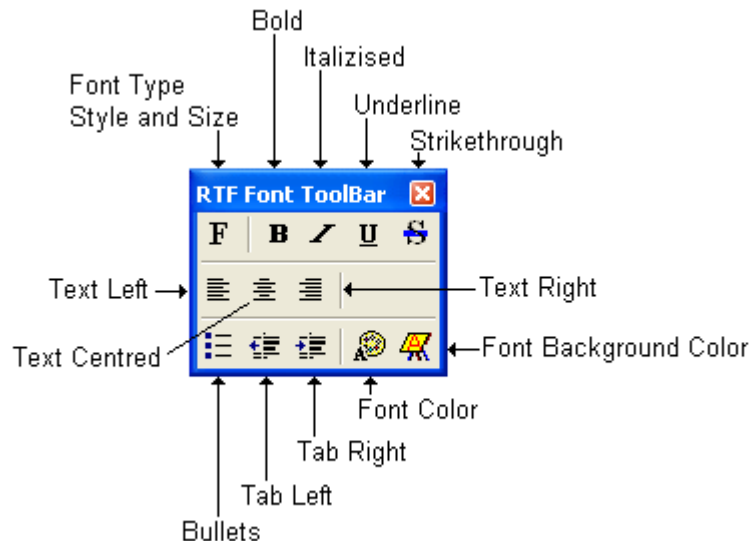 Bold
Italizised
Font Type
Style and Size
Underline
Strikethrough
RTF Font ToolBar
F B I U S
Text Left
Text Right
Text Centred
A A
Font Background Color
Font Color
Tab Right
Tab Left
Bullets